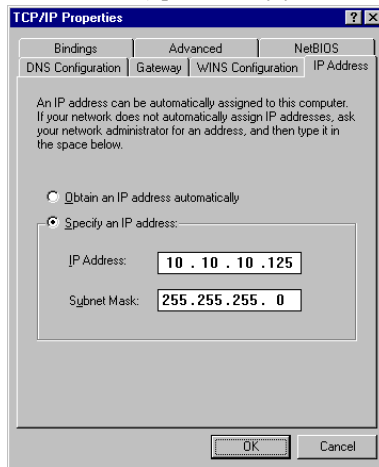 TCP/IP Properties
Bindings Advanced NetBIOS
DNS Configuration Gateway WINS Configuration IP Address
An IP address can be automatically assigned to this computer.
If your network does not automatically assign IP addresses, ask
your network administrator for an address, and then type it in
the space below.
Obtain an IP address automatically
Specify an IP address:
IP Address: 10 . 10 . 10 .125
Subnet Mask: 255.255.255. 0
OK Cancel